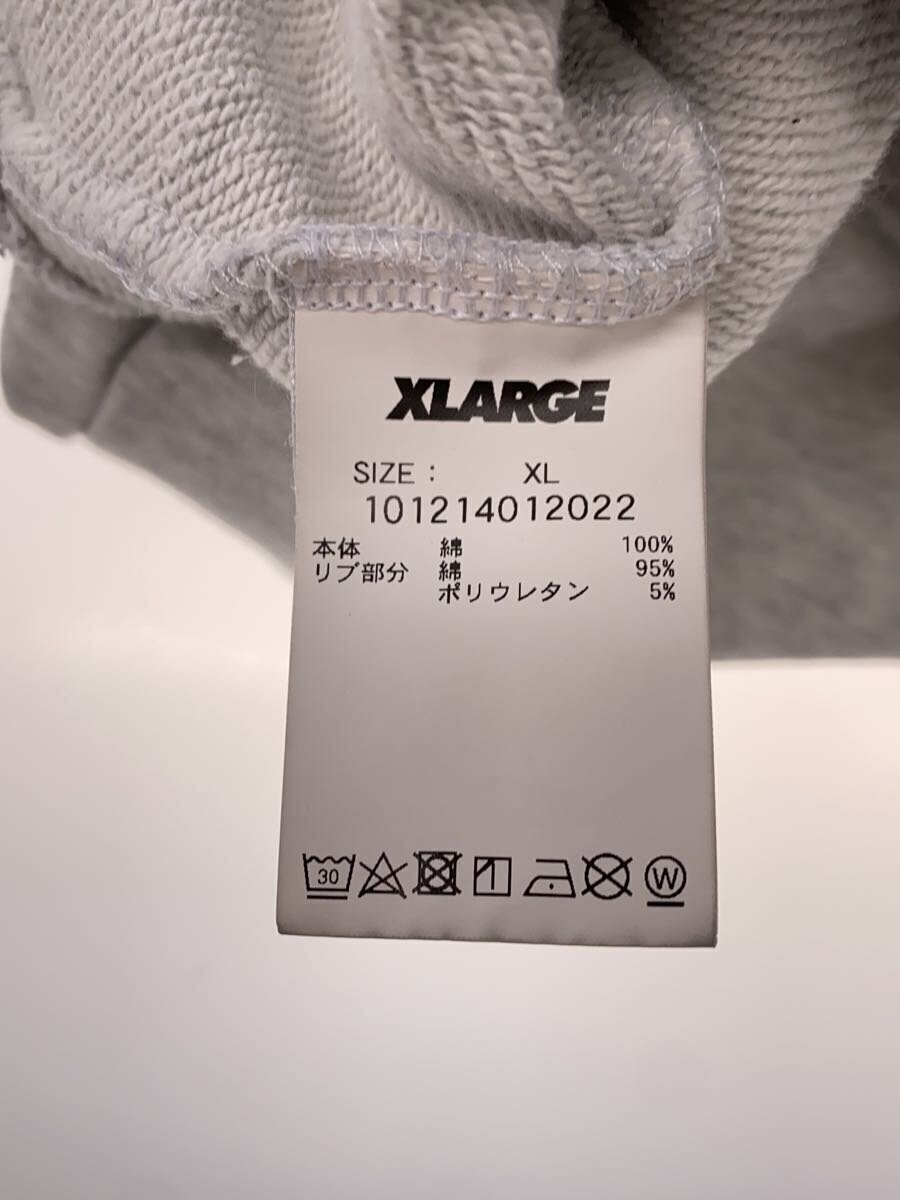 XLARGE
SIZE : XL
101214012022
本体 綿 100%
リブ部分 綿 95%
ポリウレタン 5%
30 W